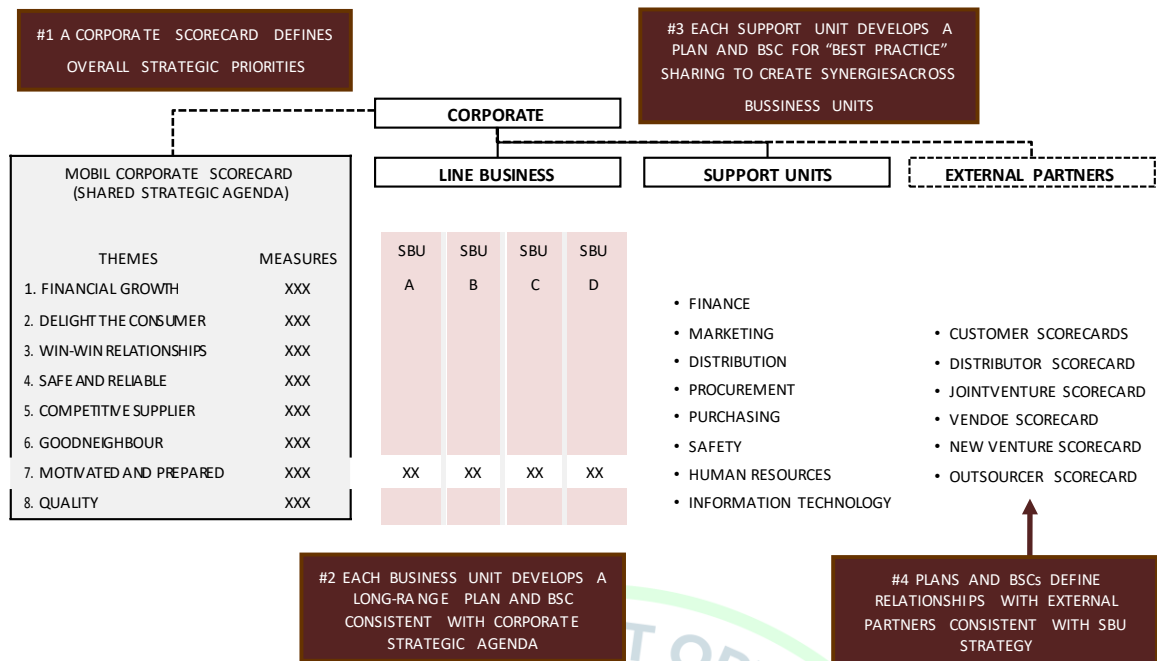 #1 A CORPORATE SCORECARD DEFINES
OVERALL STRATEGIC PRIORITIES
#3 EACH SUPPORT UNIT DEVELOPS A
PLAN AND BSC FOR “BEST PRACTICE”
SHARING TO CREATE SYNERGIESACROSS
BUSSINESS UNITS
CORPORATE
MOBIL CORPORATE SCORECARD
(SHARED STRATEGIC AGENDA)
THEMES MEASURES
1. FINANCIAL GROWTH XXX
2. DELIGHT THE CONSUMER XXX
3. WIN-WIN RELATIONSHIPS XXX
4. SAFE AND RELIABLE XXX
5. COMPETITIVE SUPPLIER XXX
6. GOODNEIGHBOUR XXX
7. MOTIVATED AND PREPARED XXX
8. QUALITY XXX
LINE BUSINESS
SBU SBU SBU SBU
A B C D
XX XX XX XX
SUPPORT UNITS
• FINANCE
• MARKETING
• DISTRIBUTION
• PROCUREMENT
• PURCHASING
• SAFETY
• HUMAN RESOURCES
• INFORMATION TECHNOLOGY
EXTERNAL PARTNERS
• CUSTOMER SCORECARDS
• DISTRIBUTOR SCORECARD
• JOINTVENTURE SCORECARD
• VENDOE SCORECARD
• NEW VENTURE SCORECARD
• OUTSOURCER SCORECARD
#2 EACH BUSINESS UNIT DEVELOPS A
LONG-RANGE PLAN AND BSC
CONSISTENT WITH CORPORATE
STRATEGIC AGENDA
#4 PLANS AND BSCs DEFINE
RELATIONSHIPS WITH EXTERNAL
PARTNERS CONSISTENT WITH SBU
STRATEGY